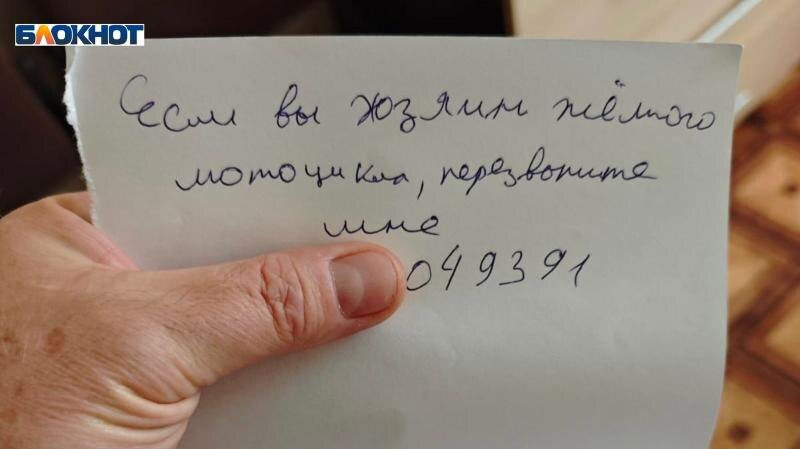 БЛОКНОТ
Если вы хозяин жёлтого
мотоцикла, перезвоните
мне
049391